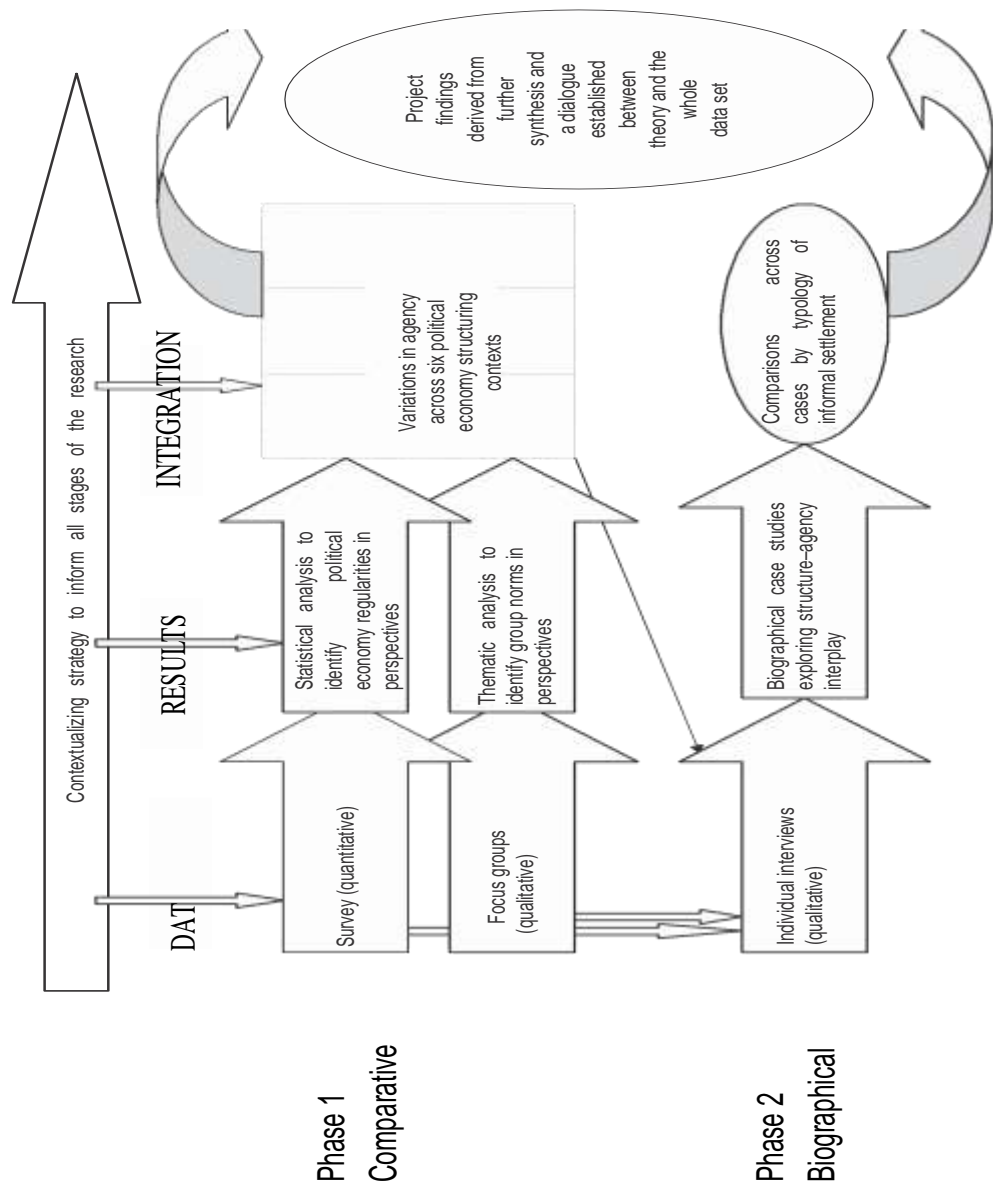 Contextualizing strategy to inform all stages of the research
DAT
RESULTS
INTEGRATION
Phase 1
Comparative
Survey (quantitative)
Statistical analysis to
identify political
economy regularities in
perspectives
Focus groups
(qualitative)
Thematic analysis to
identify group norms in
perspectives
Variations in agency
across six political
economy structuring
contexts
Phase 2
Biographical
Individual interviews
(qualitative)
Biographical case studies
exploring structure–agency
interplay
Comparisons across
cases by typology of
informal settlement
Project
findings
derived from
further
synthesis and
a dialogue
established
between
theory and the
whole
data set